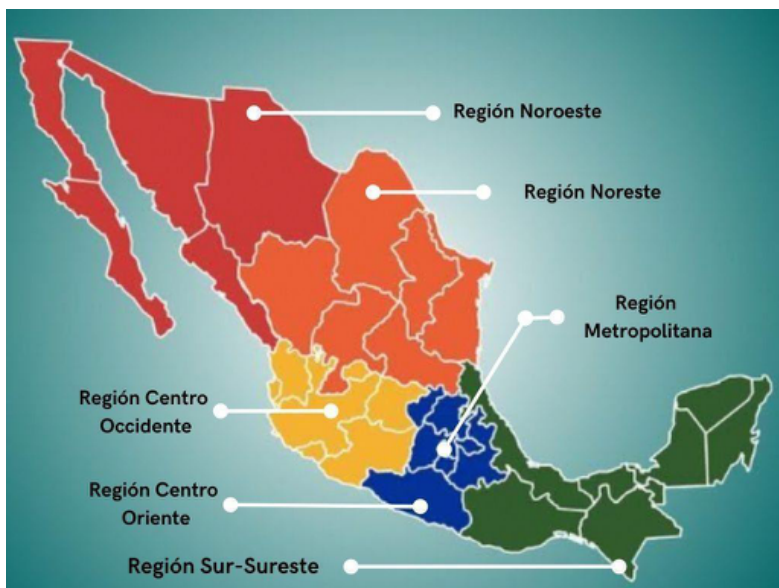 Región Noroeste
Región Noreste
Región
Metropolitana
Región Centro
Occidente
Región Centro
Oriente
Región Sur-Sureste